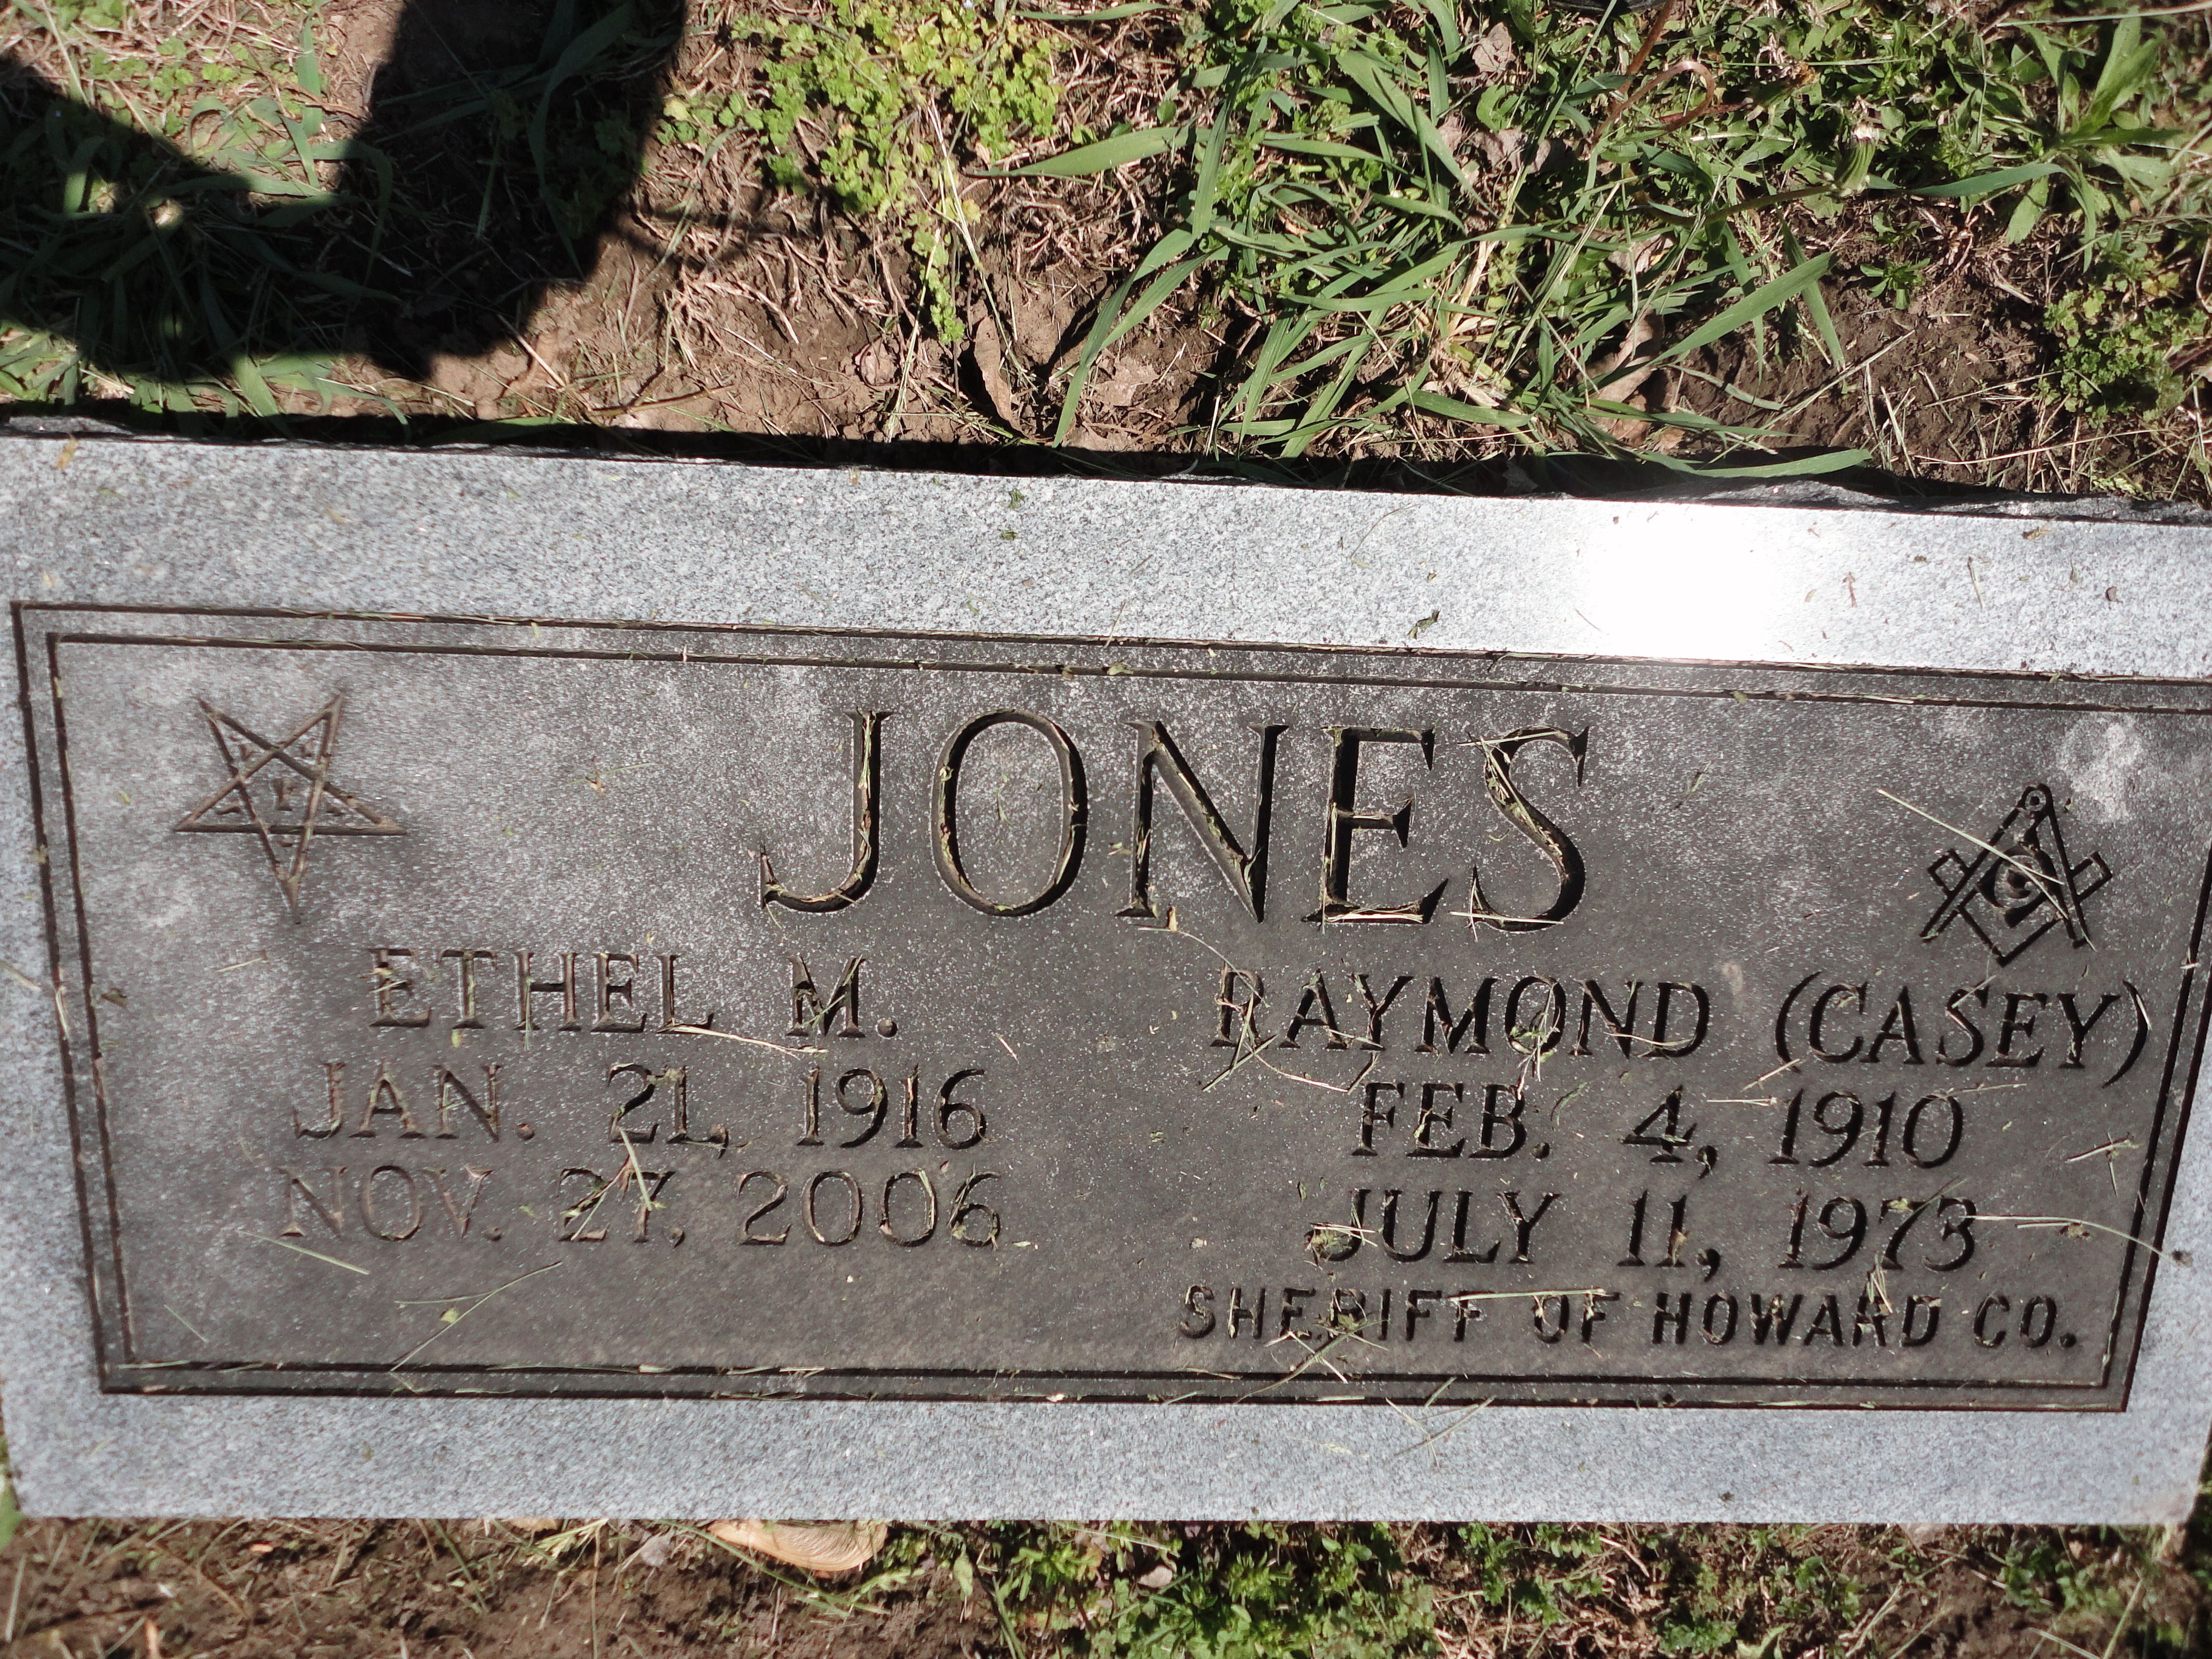 JONES
ETHEL M.
JAN. 21, 1916
NOV. 27, 2006
RAYMOND (CASEY)
FEB. 4, 1910
JULY 11, 1973
SHERIFF OF HOWARD CO.
G